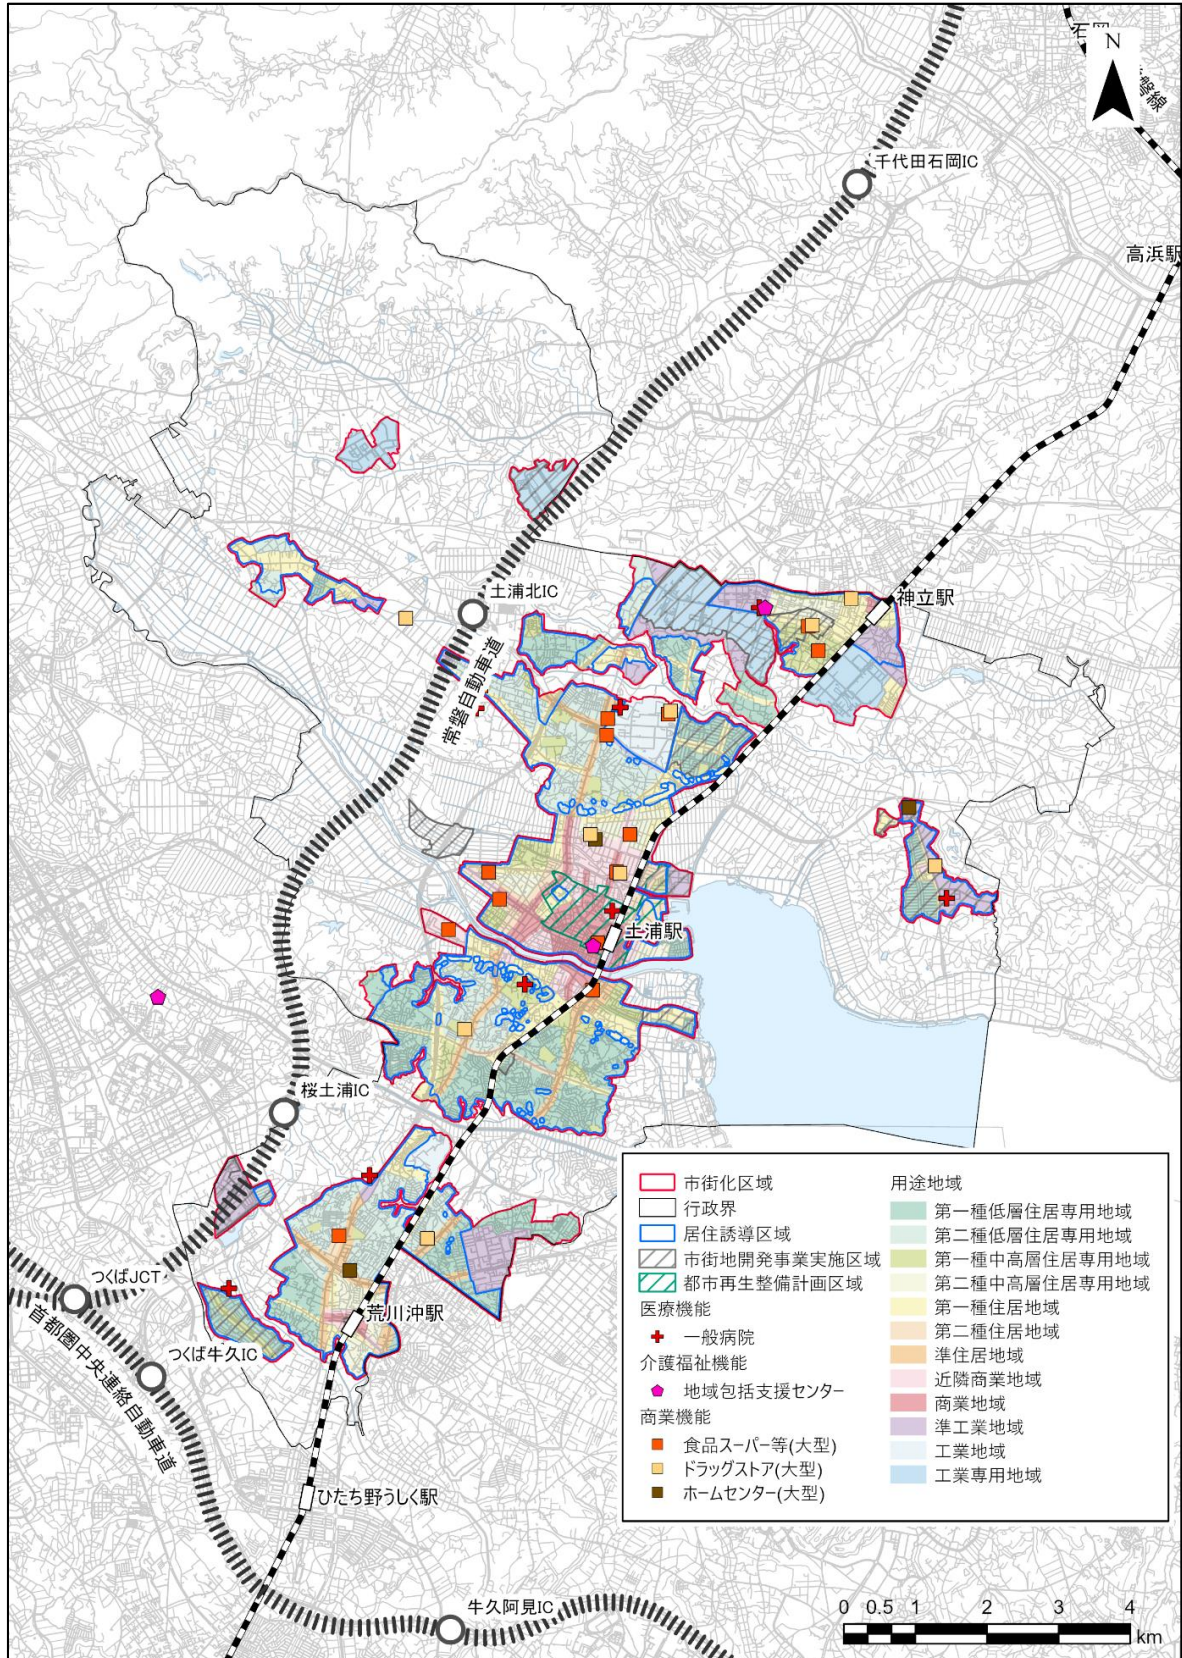 石岡
N
常磐線
千代田石岡IC
高浜駅
土浦北IC
神立駅
常磐自動車道
土浦駅
桜土浦IC
つくばJCT
荒川沖駅
首都圏中央連絡自動車道
つくば牛久IC
ひたち野うしく駅
牛久阿見IC
市街化区域
行政界
居住誘導区域
市街地開発事業実施区域
都市再生整備計画区域
医療機能
一般病院
介護福祉機能
地域包括支援センター
商業機能
食品スーパー等(大型)
ドラッグストア(大型)
ホームセンター(大型)
用途地域
第一種低層住居専用地域
第二種低層住居専用地域
第一種中高層住居専用地域
第二種中高層住居専用地域
第一種住居地域
第二種住居地域
準住居地域
近隣商業地域
商業地域
準工業地域
工業地域
工業専用地域
0 0.5 1 2 3 4
km